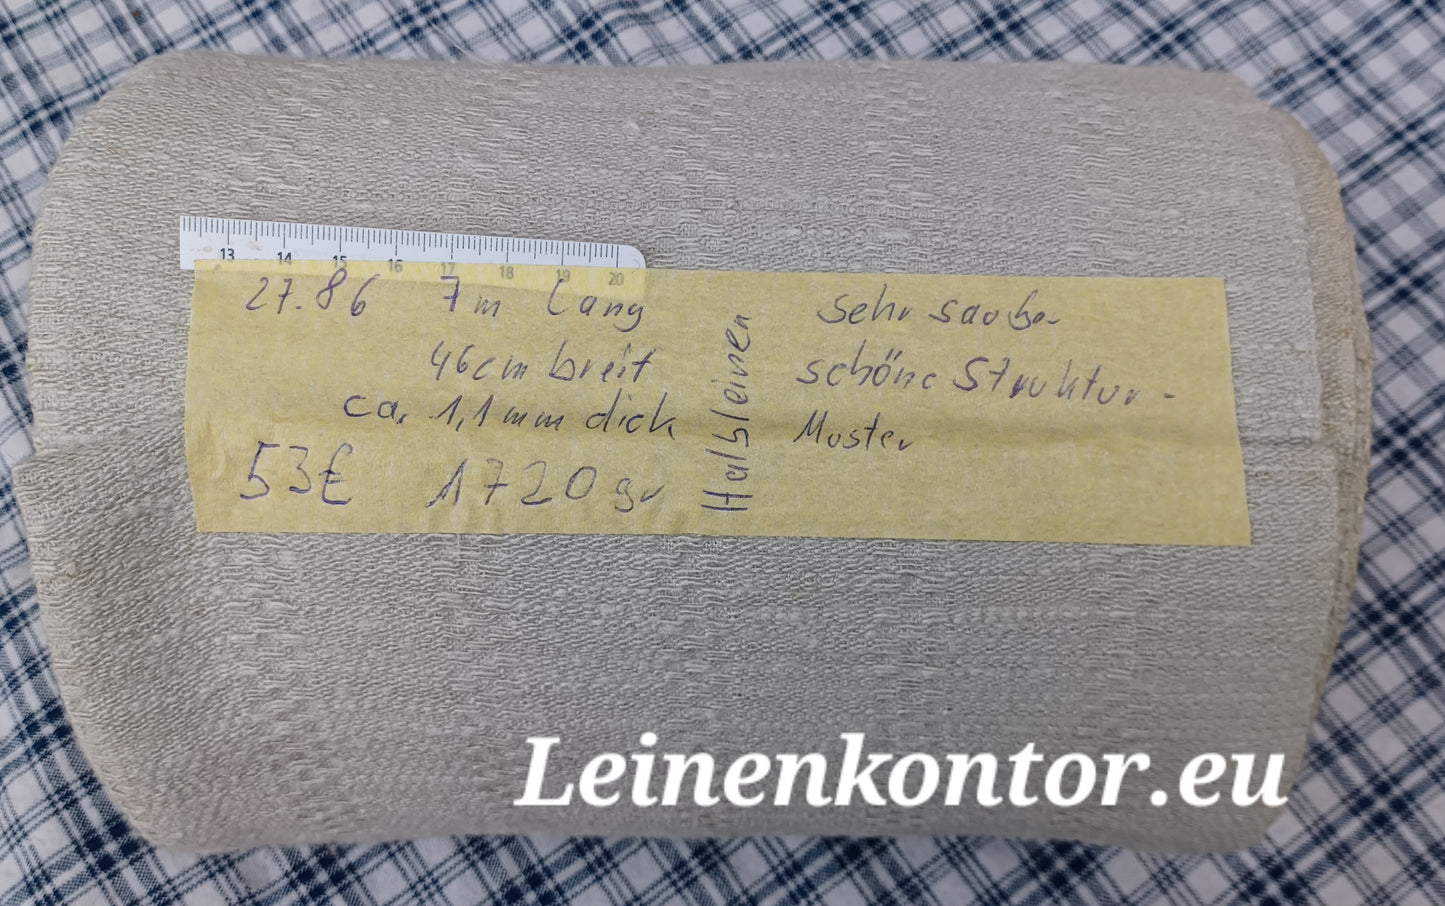 13 14 15 16 17 18 19 20
27.86 7m lang
46cm breit
ca. 1,1mm dick
53€ 1720gr
Halbleinen
sehr sauber
schöne Struktur-
Muster
Leinenkontor.eu